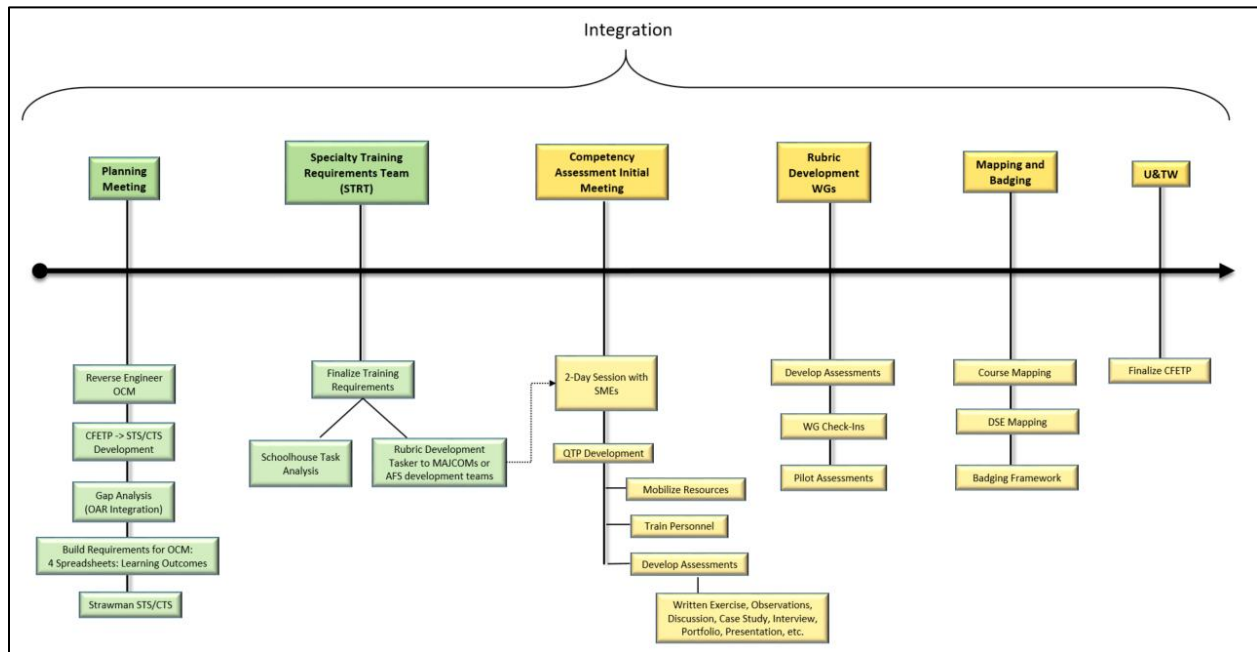 Integration
Planning
Meeting
Specialty Training
Requirements Team
(STRT)
Competency
Assessment Initial
Meeting
Rubric
Development
WGs
Mapping and
Badging
U&TW
Reverse Engineer
OCM
CFETP -> STS/CTS
Development
Gap Analysis
(OAR Integration)
Build Requirements for OCM:
4 Spreadsheets: Learning Outcomes
Strawman STS/CTS
Finalize Training
Requirements
Schoolhouse Task
Analysis
Rubric Development
Tasker to MAJCOMs or
AFS development teams
2-Day Session with
SMEs
QTP Development
Mobilize Resources
Train Personnel
Develop Assessments
Written Exercise, Observations,
Discussion, Case Study, Interview,
Portfolio, Presentation, etc.
Develop Assessments
WG Check-Ins
Pilot Assessments
Course Mapping
DSE Mapping
Badging Framework
Finalize CFETP